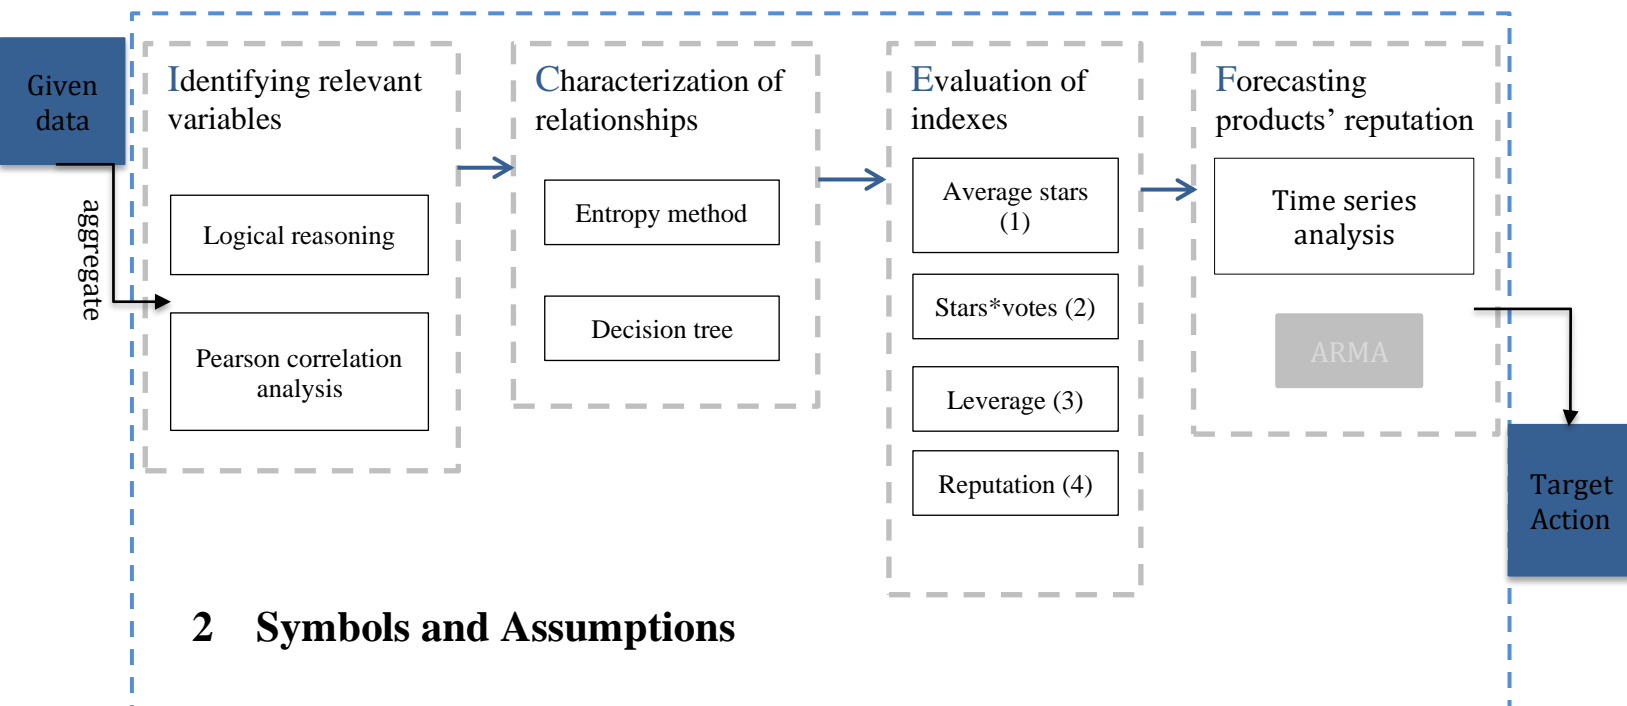 Given
data
aggregate
Identifying relevant
variables
Logical reasoning
Pearson correlation
analysis
Characterization of
relationships
Entropy method
Decision tree
Evaluation of
indexes
Average stars
(1)
Stars*votes (2)
Leverage (3)
Reputation (4)
Forecasting
products’ reputation
Time series
analysis
ARMA
Target
Action
2 Symbols and Assumptions